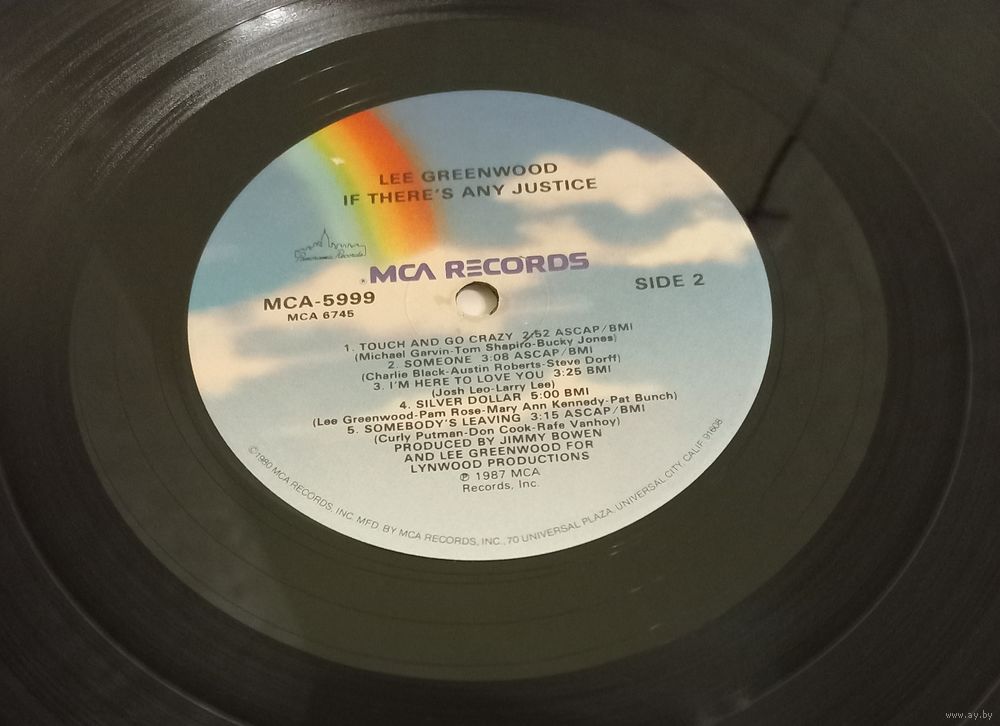 LEE GREENWOOD
IF THERE'S ANY JUSTICE
Panorama Records
MCA RECORDS
MCA-5999
MCA 6745
SIDE 2
1. TOUCH AND GO CRAZY 2:52 ASCAP/BMI
(Michael Garvin-Tom Shapiro-Bucky Jones)
2. SOMEONE 3:08 ASCAP/BMI
(Charlie Black-Austin Roberts-Steve Dorff)
3. I'M HERE TO LOVE YOU 3:25 BMI
(Josh Leo-Larry Lee)
4. SILVER DOLLAR 5:00 BMI
(Lee Greenwood-Pam Rose-Mary Ann Kennedy-Pat Bunch)
5. SOMEBODY'S LEAVING 3:15 ASCAP/BMI
(Curly Putman-Don Cook-Rafe Vanhoy)
PRODUCED BY JIMMY BOWEN
AND LEE GREENWOOD FOR
LYNWOOD PRODUCTIONS
℗ 1987 MCA
Records, Inc.
©1980 MCA RECORDS, INC. MFD. BY MCA RECORDS, INC., 70 UNIVERSAL PLAZA, UNIVERSAL CITY, CALIF. 91608
www.ay.by